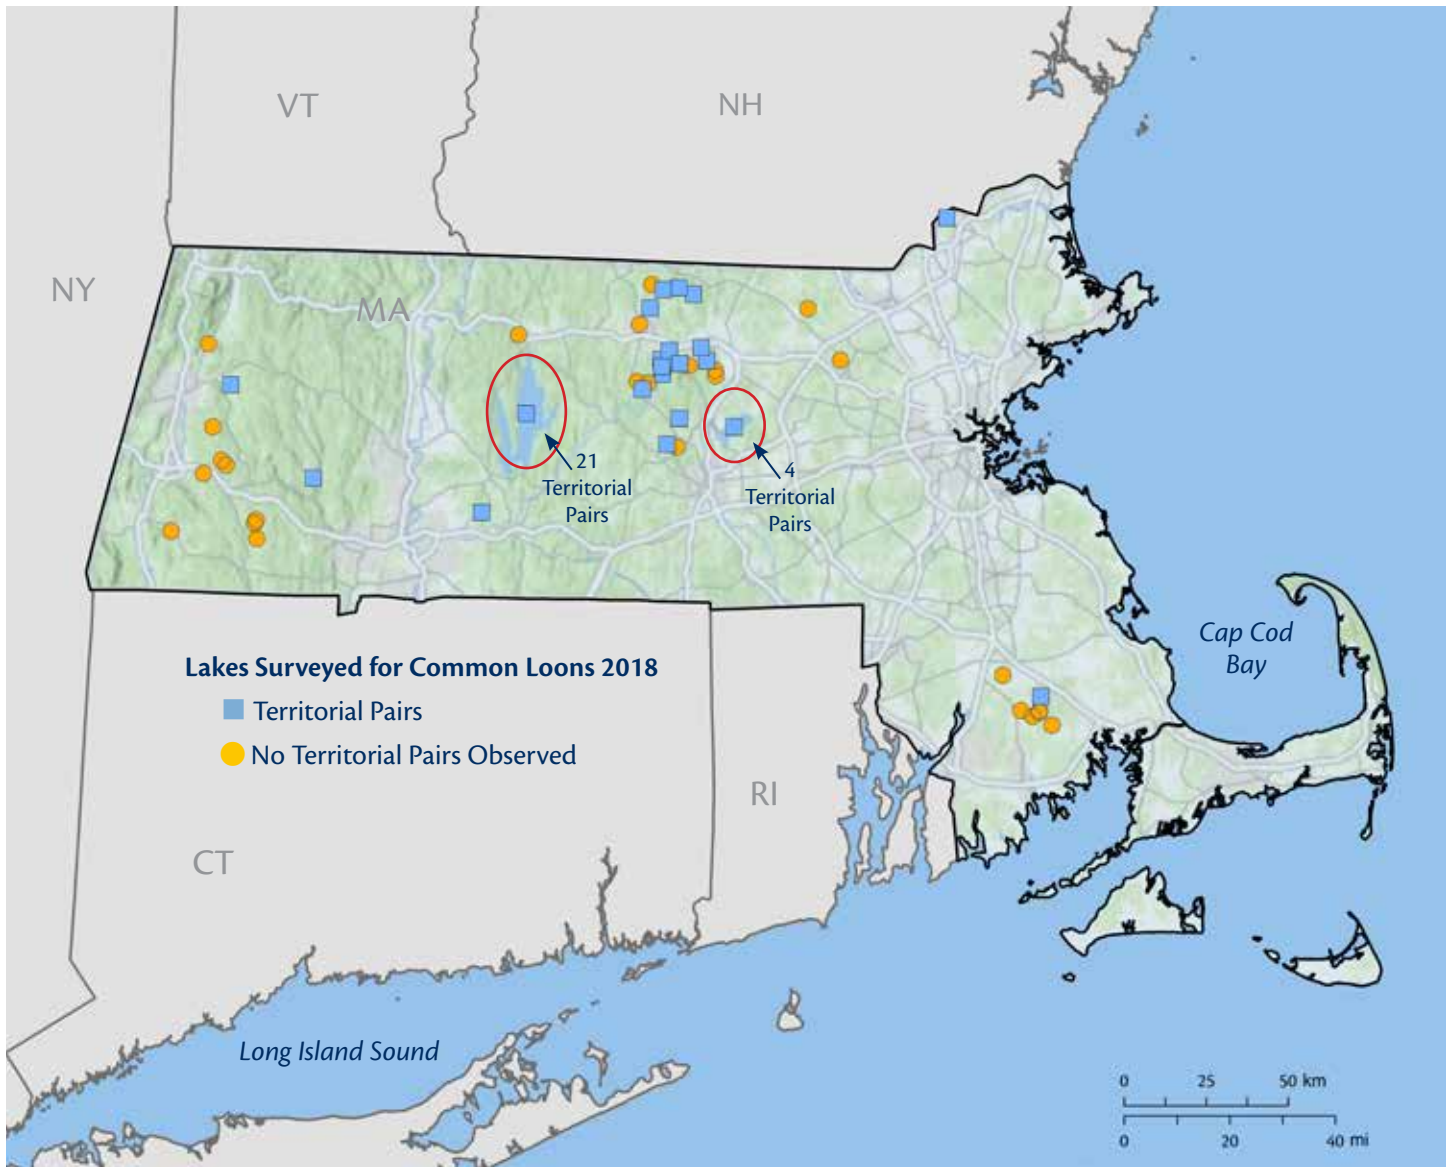 VT
NH
NY
MA
21
Territorial
Pairs
4
Territorial
Pairs
Cap Cod
Bay
Lakes Surveyed for Common Loons 2018
Territorial Pairs
No Territorial Pairs Observed
RI
CT
Long Island Sound
0 25 50 km
0 20 40 mi